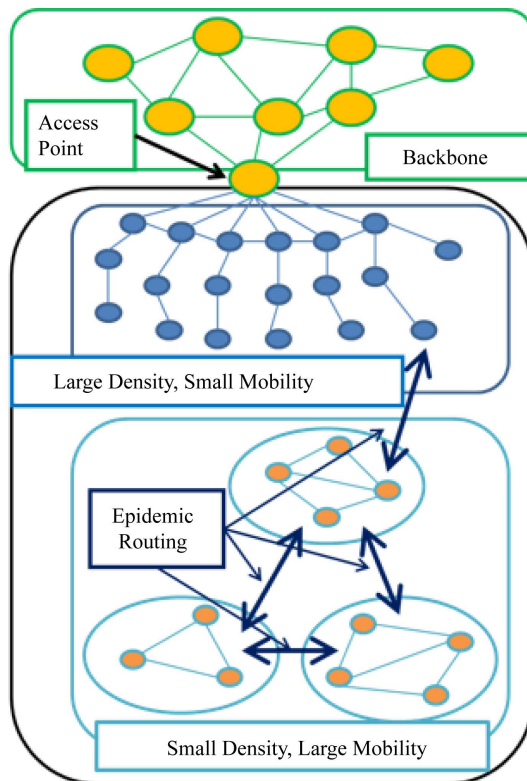 Access
Point
Backbone
Large Density, Small Mobility
Epidemic
Routing
Small Density, Large Mobility